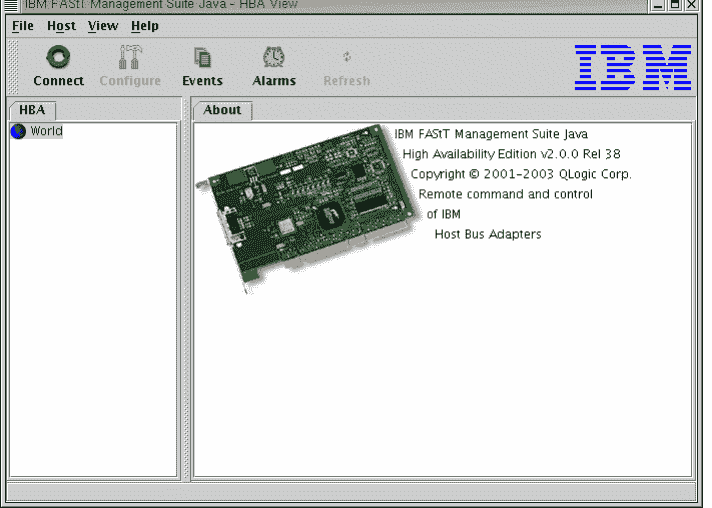 IBM FAStT Management Suite Java - HBA View
File Host View Help
Connect Configure Events Alarms Refresh
IBM
HBA
About
World
IBM FAStT Management Suite Java
High Availability Edition v2.0.0 Rel 38
Copyright © 2001-2003 QLogic Corp.
Remote command and control
of IBM
Host Bus Adapters